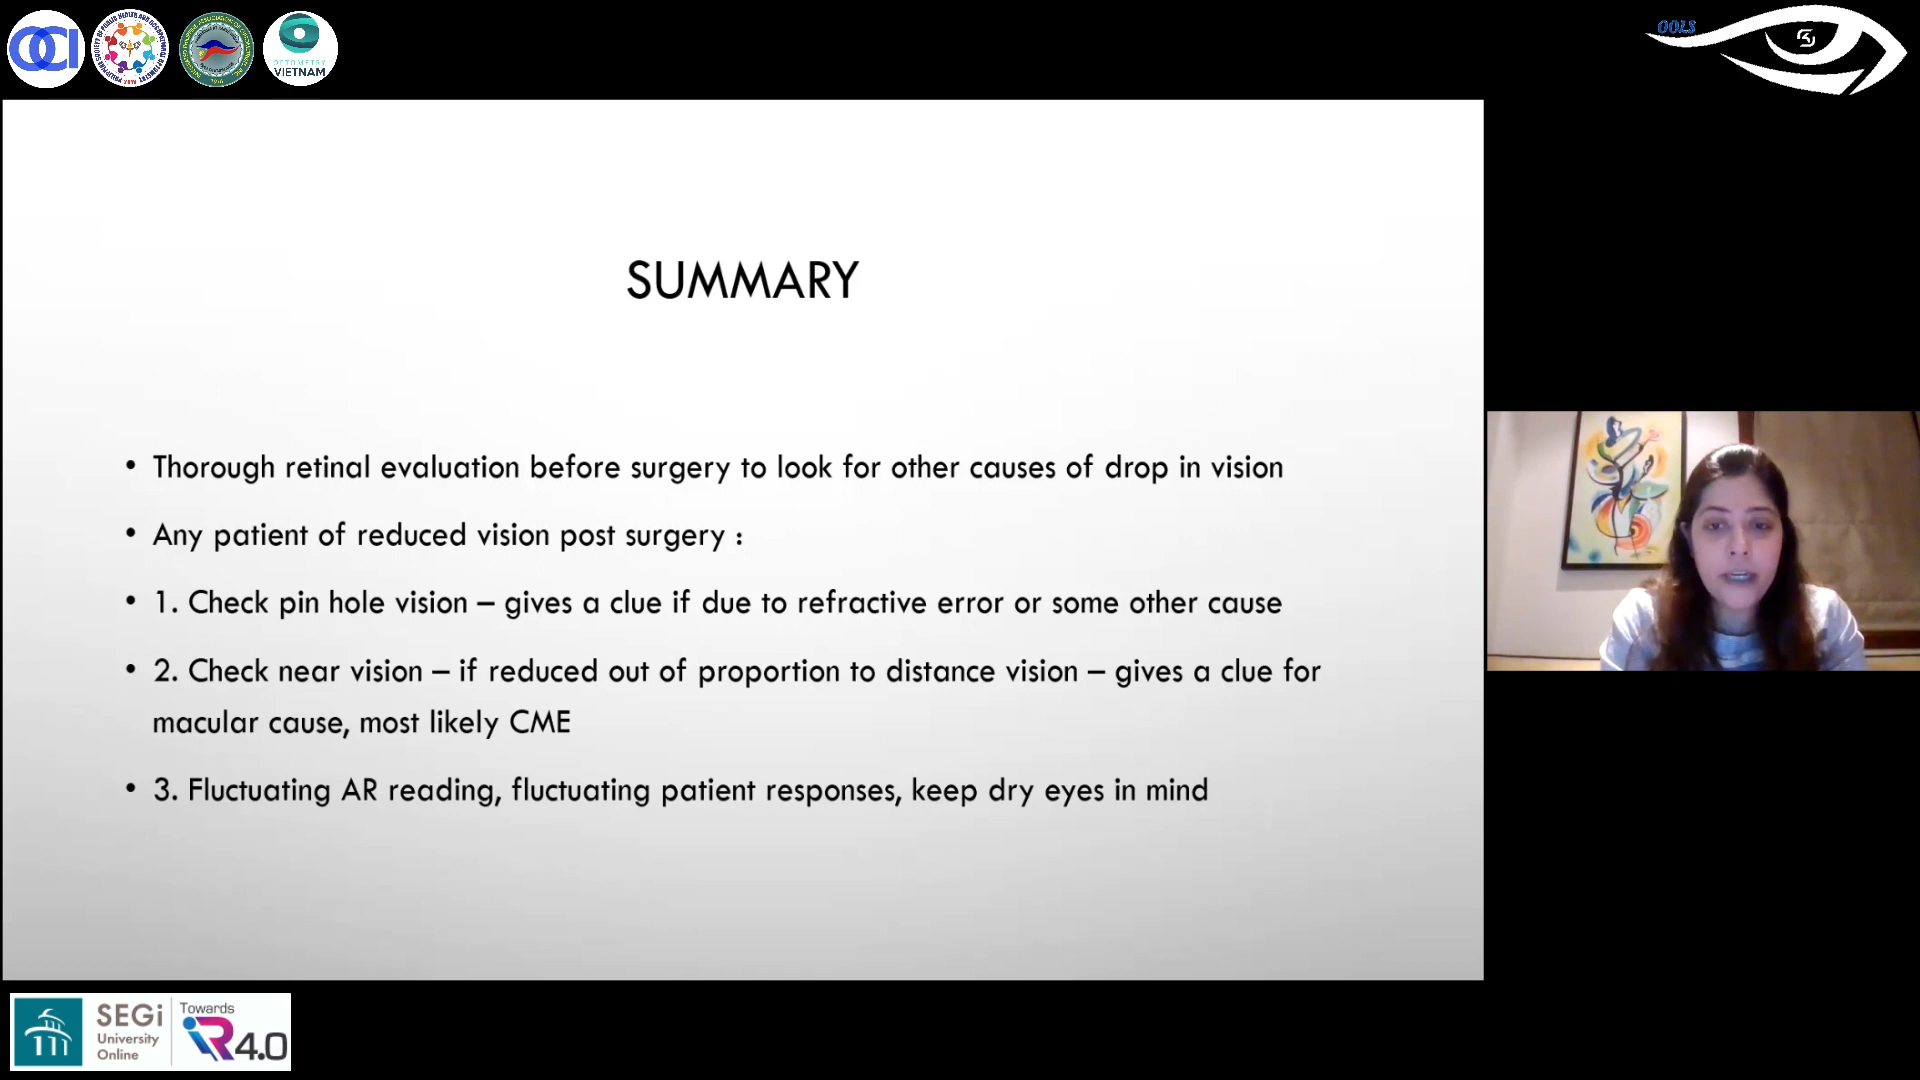 OCI
OPTOMETRY
VIETNAM
OOLS
SUMMARY
• Thorough retinal evaluation before surgery to look for other causes of drop in vision
• Any patient of reduced vision post surgery :
• 1. Check pin hole vision – gives a clue if due to refractive error or some other cause
• 2. Check near vision – if reduced out of proportion to distance vision – gives a clue for
macular cause, most likely CME
• 3. Fluctuating AR reading, fluctuating patient responses, keep dry eyes in mind
SEGi
University
Online
Towards
iR4.0